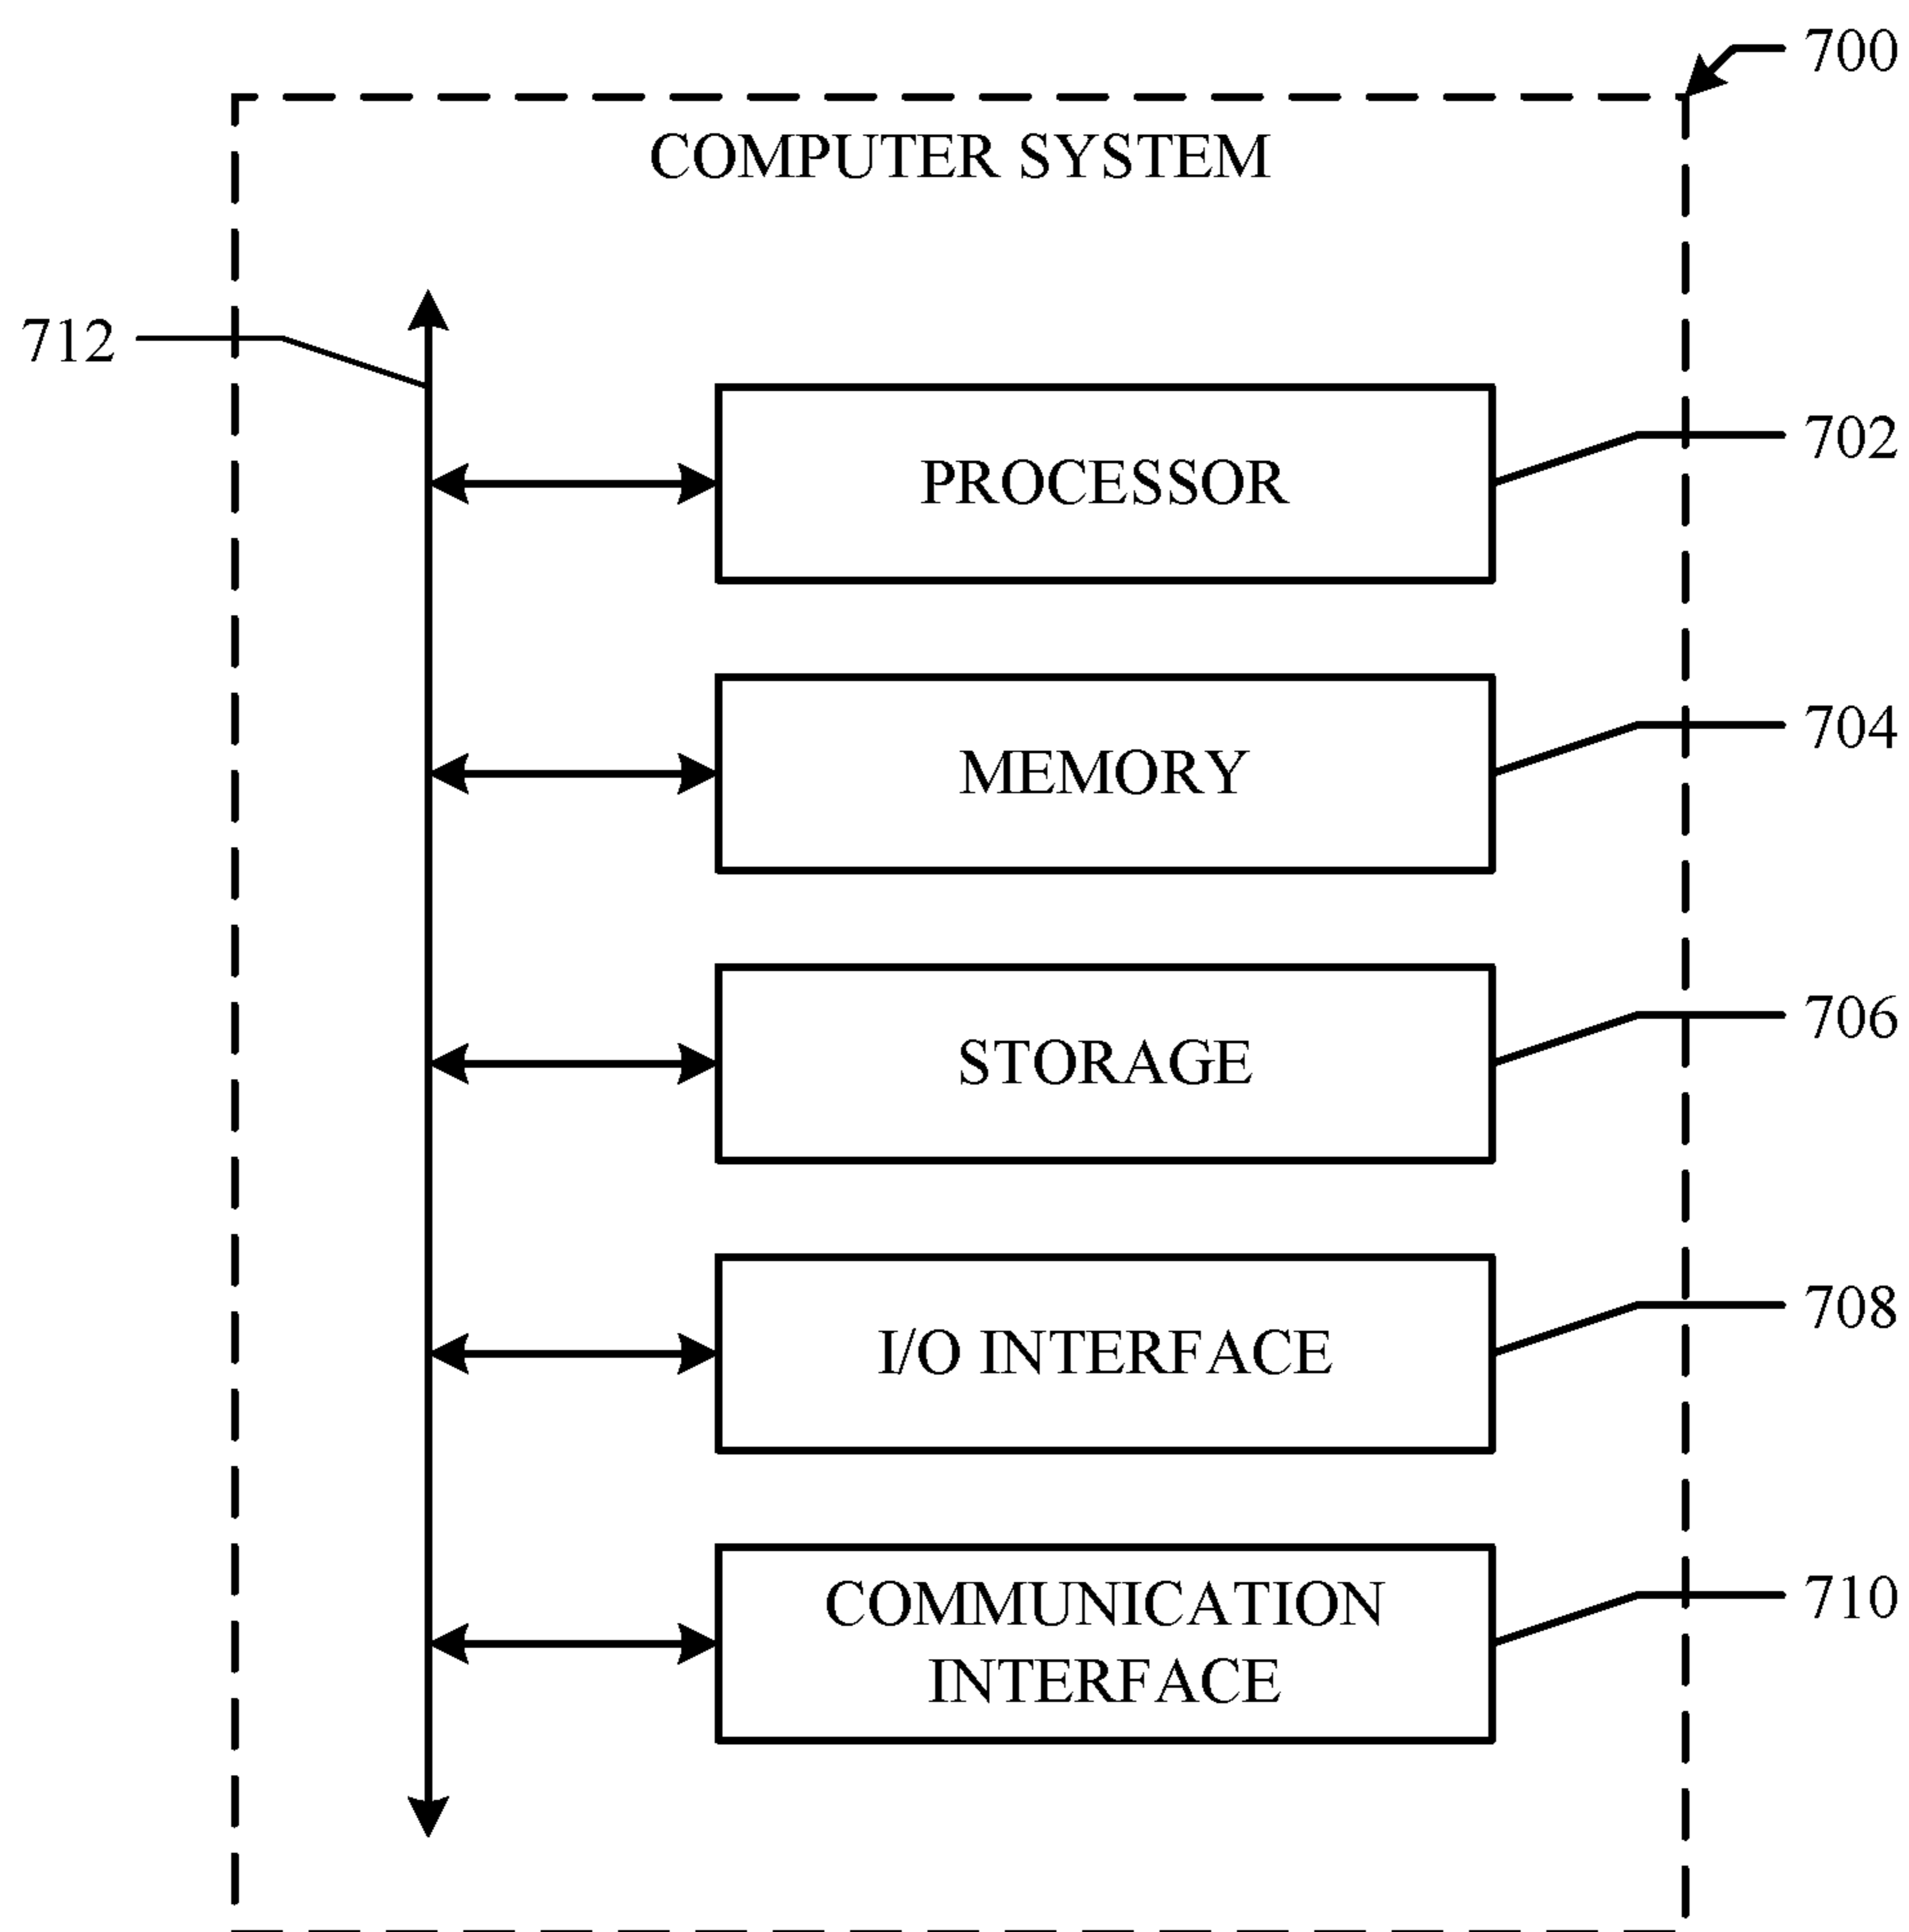 700
COMPUTER SYSTEM
712
702
PROCESSOR
704
MEMORY
706
STORAGE
708
I/O INTERFACE
710
COMMUNICATION
INTERFACE